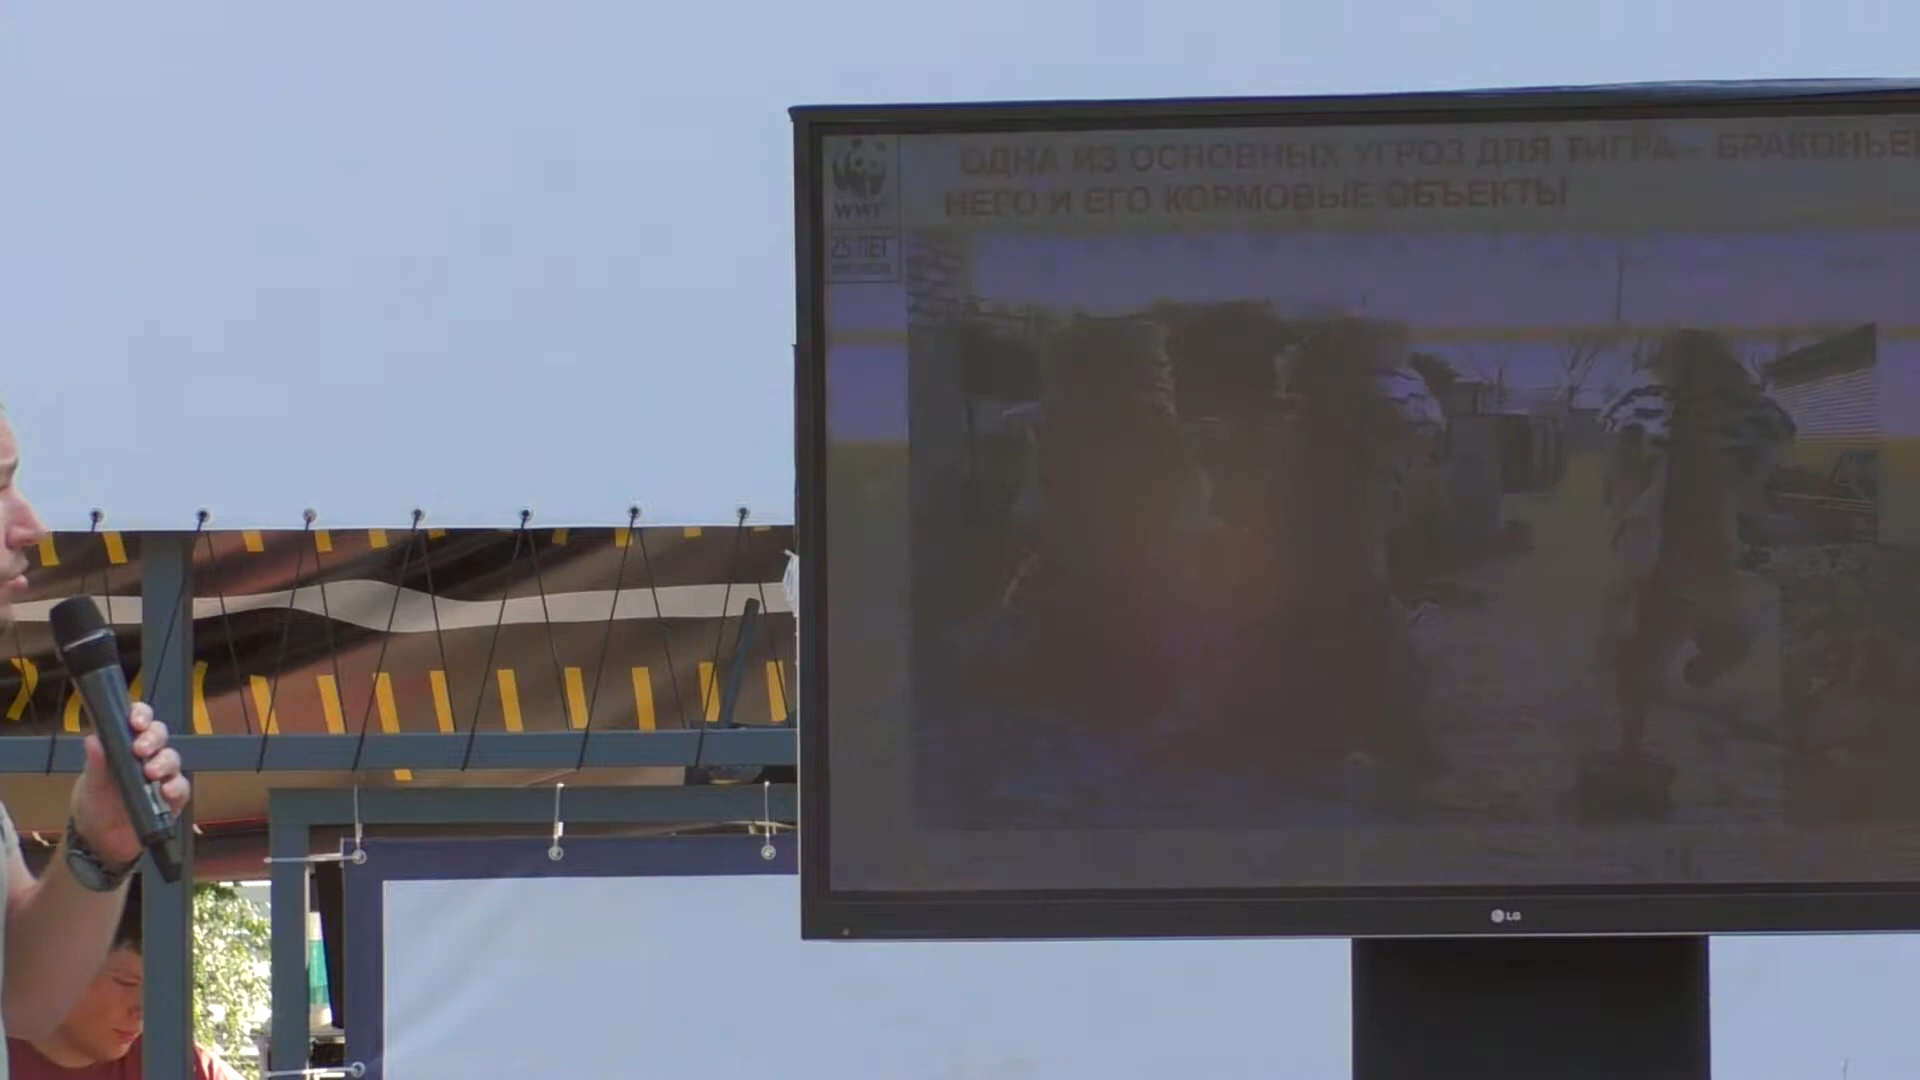 ОДНА ИЗ ОСНОВНЫХ УГРОЗ ДЛЯ ТИГРА – БРАКОНЬЕ
НЕГО И ЕГО КОРМОВЫЕ ОБЪЕКТЫ
WWF
25 ЛЕТ
LG